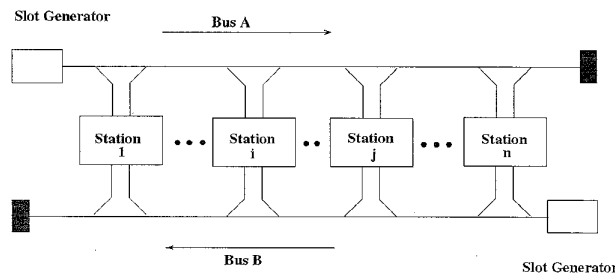 Slot Generator
Bus A
Station 1
Station i
Station j
Station n
Bus B
Slot Generator